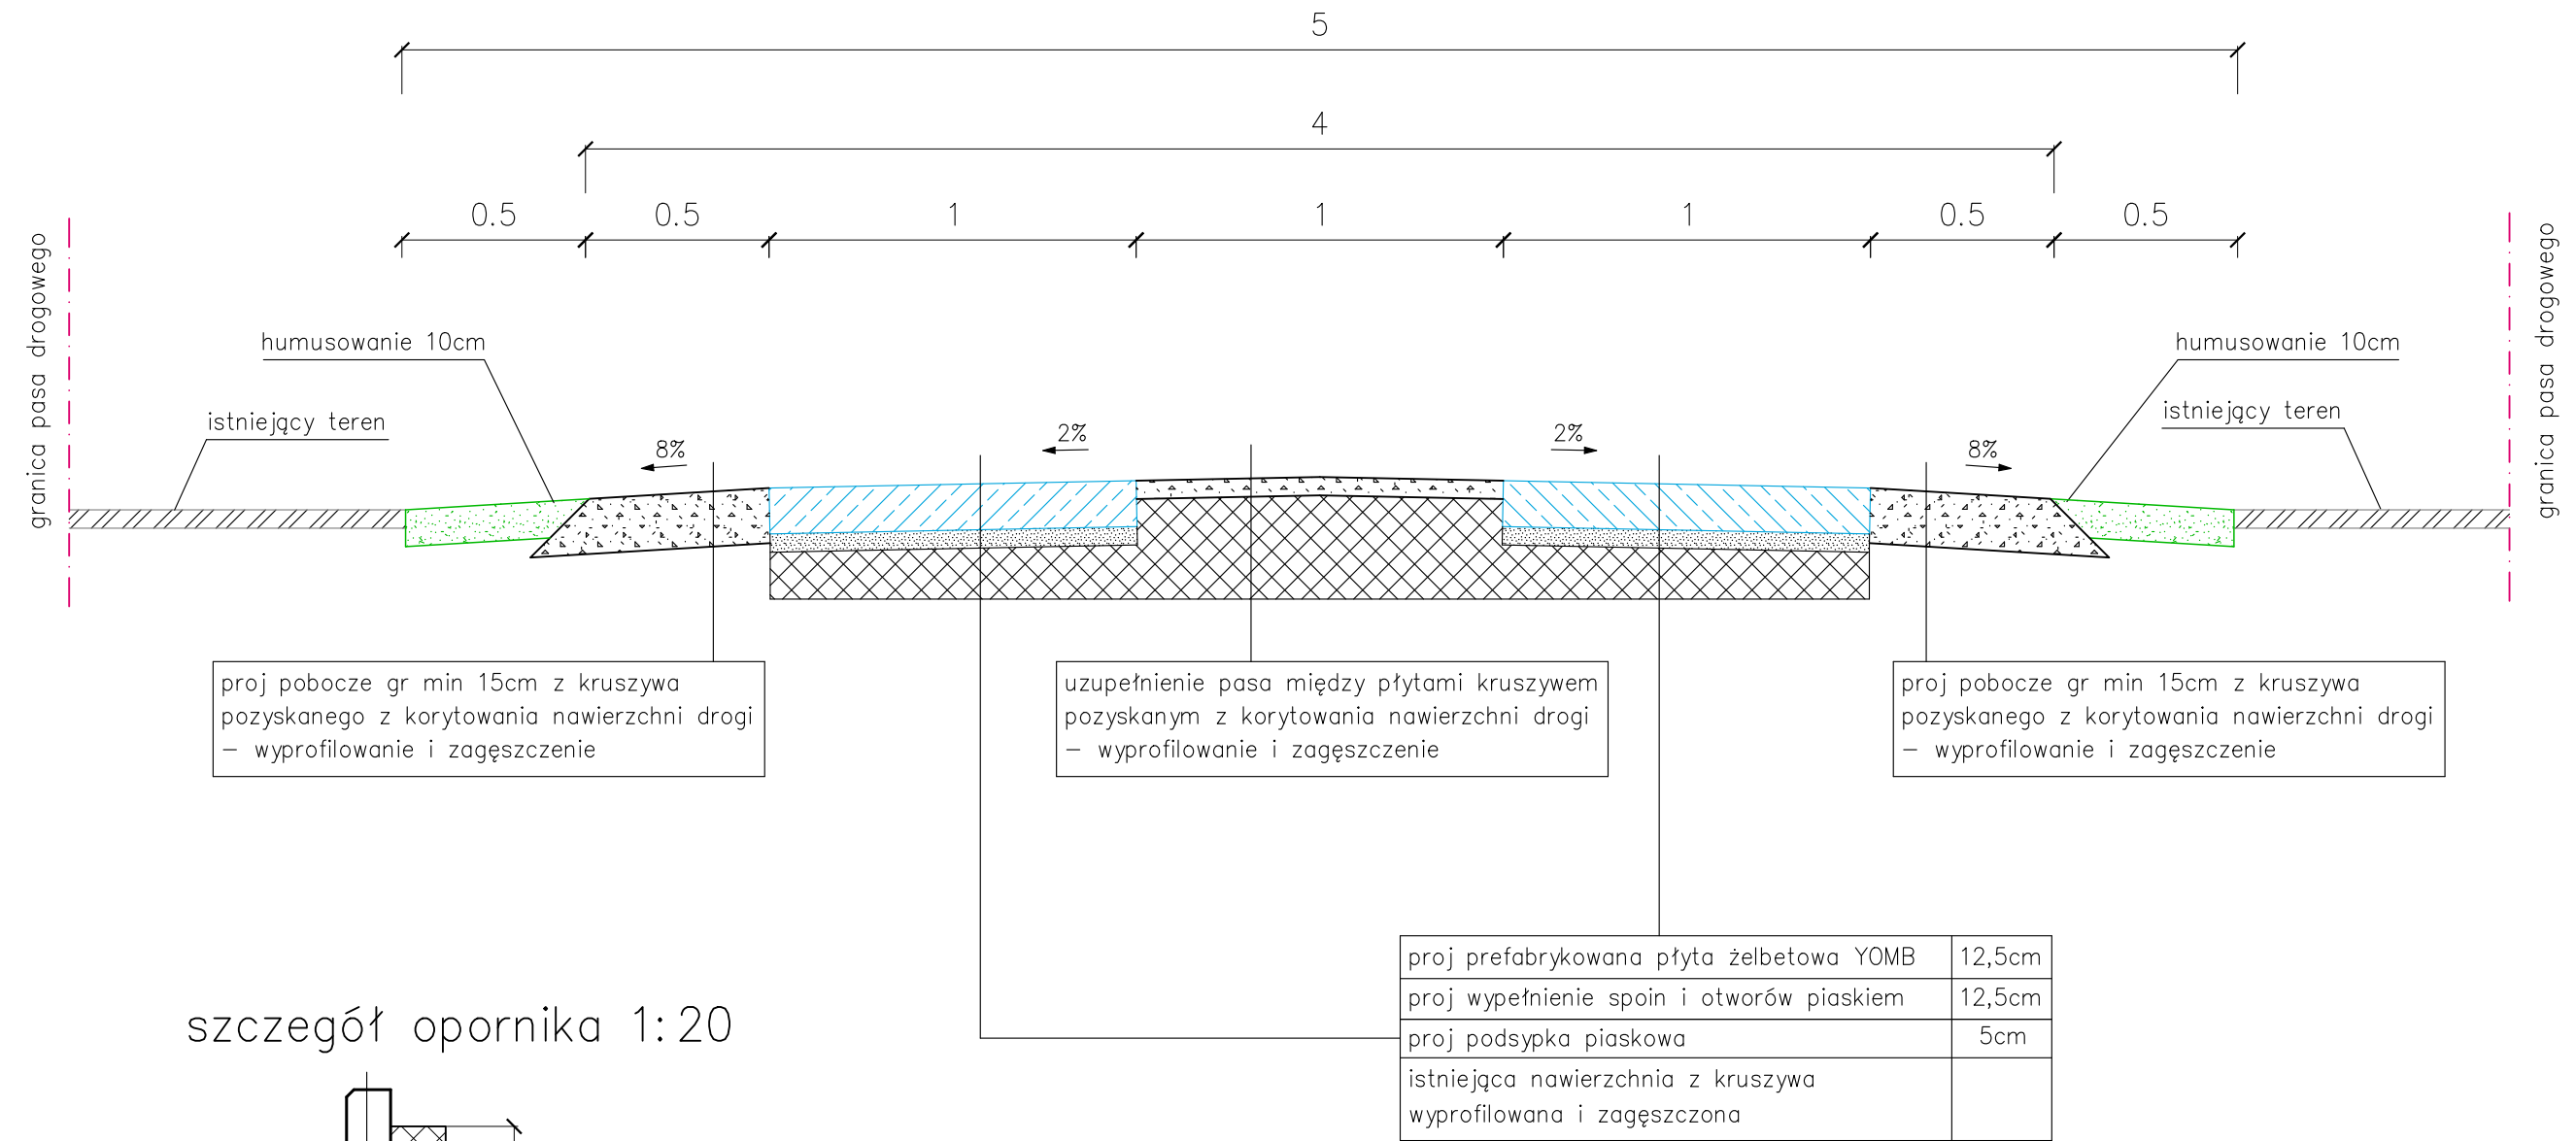 5
4
0.5 0.5 1 1 1 0.5 0.5
granica pasa drogowego
granica pasa drogowego
humusowanie 10cm
humusowanie 10cm
istniejący teren
istniejący teren
8% 2% 2% 8%
proj pobocze gr min 15cm z kruszywa
pozyskanego z korytowania nawierzchni drogi
– wyprofilowanie i zagęszczenie
uzupełnienie pasa między płytami kruszywem
pozyskanym z korytowania nawierzchni drogi
– wyprofilowanie i zagęszczenie
proj pobocze gr min 15cm z kruszywa
pozyskanego z korytowania nawierzchni drogi
– wyprofilowanie i zagęszczenie
proj prefabrykowana płyta żelbetowa YOMB 12,5cm
proj wypełnienie spoin i otworów piaskiem 12,5cm
proj podsypka piaskowa 5cm
istniejąca nawierzchnia z kruszywa
wyprofilowana i zagęszczona
szczegół opornika 1:20